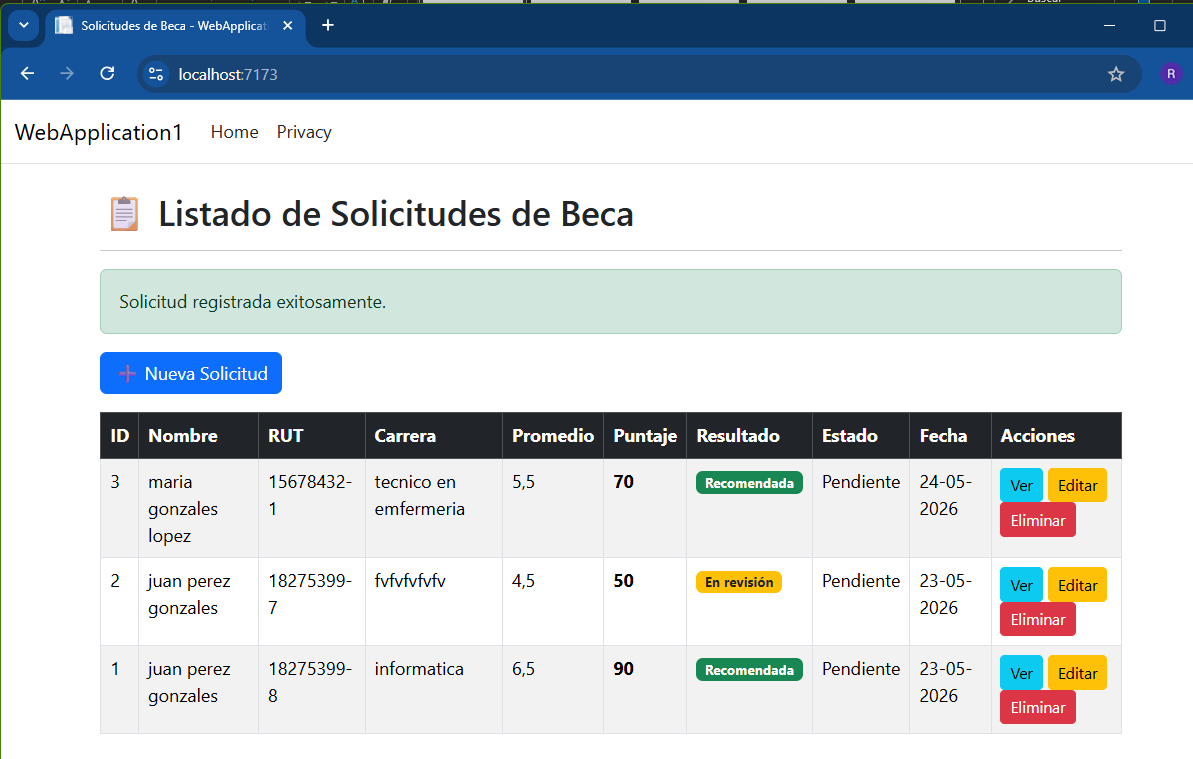 Solicitudes de Beca - WebApplicat
localhost:7173
R
WebApplication1 Home Privacy
Listado de Solicitudes de Beca
Solicitud registrada exitosamente.
Nueva Solicitud
ID Nombre RUT Carrera Promedio Puntaje Resultado Estado Fecha Acciones
3 maria 15678432- tecnico en 5,5 70 Recomendada Pendiente 24-05- Ver Editar
gonzales 1 emfermeria 2026 Eliminar
lopez
2 juan perez 18275399- fvfvfvfvfv 4,5 50 En revisión Pendiente 23-05- Ver Editar
gonzales 7 2026 Eliminar
1 juan perez 18275399- informatica 6,5 90 Recomendada Pendiente 23-05- Ver Editar
gonzales 8 2026 Eliminar